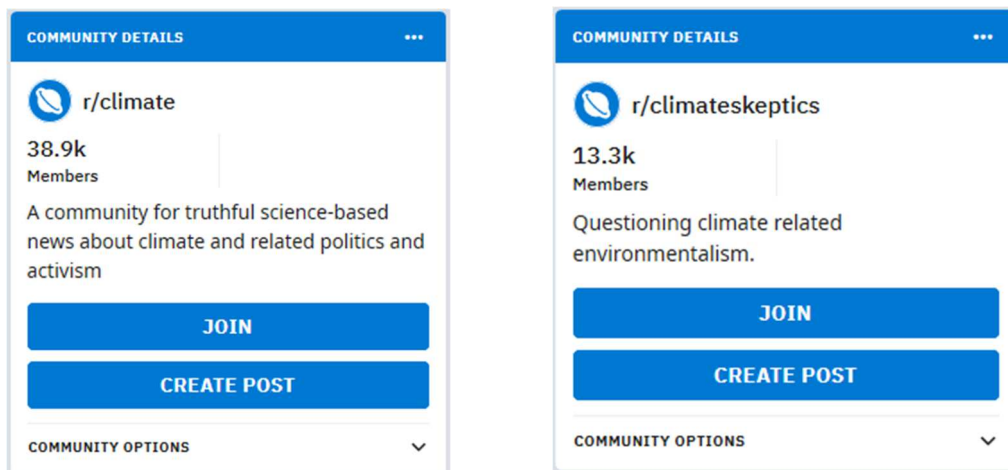 COMMUNITY DETAILS
r/climate
38.9k
Members
A community for truthful science-based
news about climate and related politics and
activism
JOIN
CREATE POST
COMMUNITY OPTIONS
COMMUNITY DETAILS
r/climateskeptics
13.3k
Members
Questioning climate related
environmentalism.
JOIN
CREATE POST
COMMUNITY OPTIONS